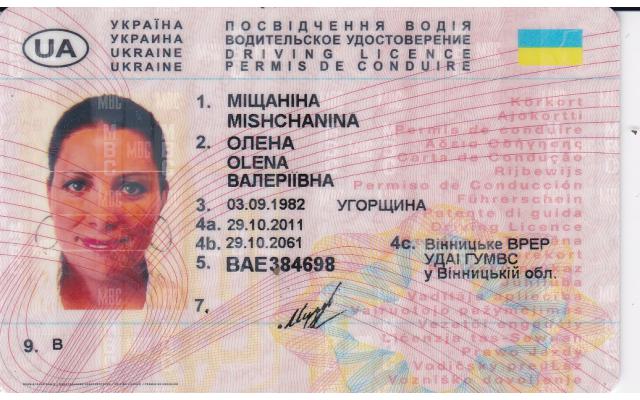 УКРАЇНА
УКРАИНА
UKRAINE
UKRAINE
ПОСВІДЧЕННЯ ВОДІЯ
ВОДИТЕЛЬСКОЕ УДОСТОВЕРЕНИЕ
DRIVING LICENCE
PERMIS DE CONDUIRE
UA
1. МІЩАНІНА
MISHCHANINA
2. ОЛЕНА
OLENA
ВАЛЕРІЇВНА
3. 03.09.1982 УГОРЩИНА
4a. 29.10.2011
4b. 29.10.2061
4c. Вінницьке ВРЕР
УДАІ ГУМВС
у Вінницькій обл.
5. ВАЕ384698
7.
9. В
Körkort
Ajokortti
Permis de conduire
Carta de Condução
Rijbewijs
Permiso de Conducción
Führerschein
Patente di guida
Driving Licence
Vadītāja apliecība
Vairuotojo pažymėjimas
Vezetői engedély
Liċenzja tas-Sewqan
Prawo Jazdy
Vodičský preukaz
Vozniško dovoljenje